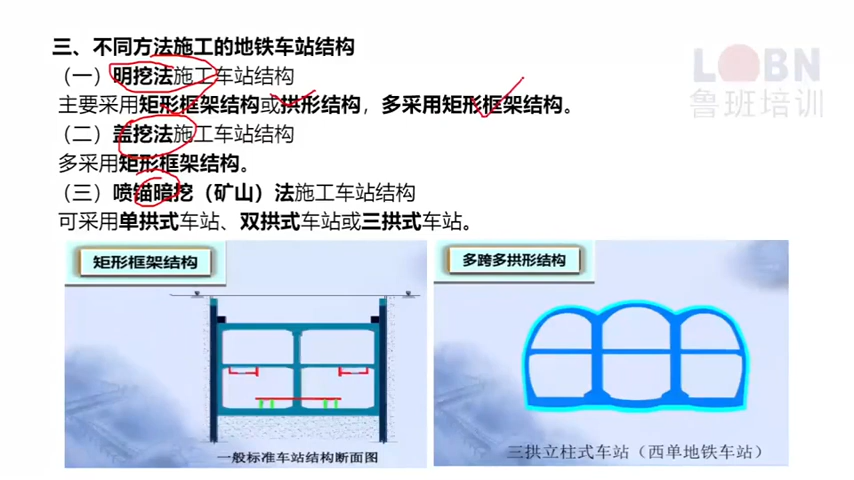 三、不同方法施工的地铁车站结构
LOBN
鲁班培训
（一）明挖法施工车站结构
主要采用矩形框架结构或拱形结构，多采用矩形框架结构。
（二）盖挖法施工车站结构
多采用矩形框架结构。
（三）喷锚暗挖（矿山）法施工车站结构
可采用单拱式车站、双拱式车站或三拱式车站。
矩形框架结构
一般标准车站结构断面图
多跨多拱形结构
三拱立柱式车站（西单地铁车站）